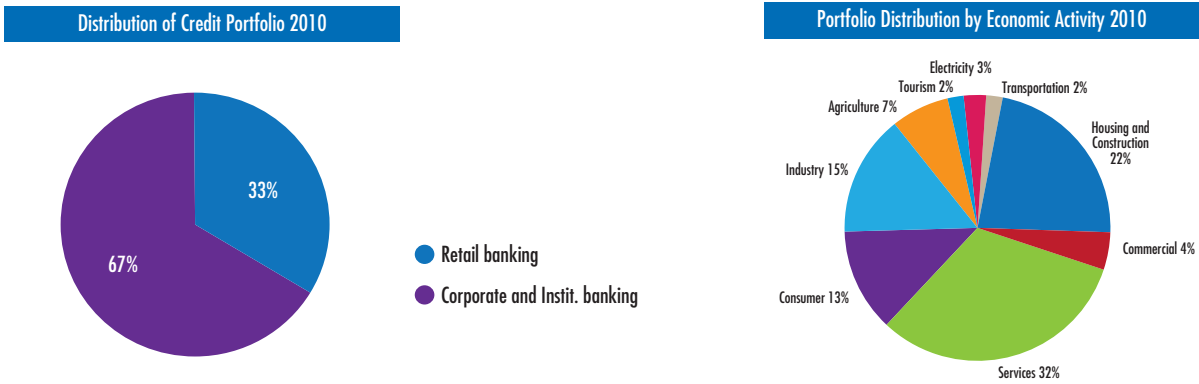 Distribution of Credit Portfolio 2010
33%
67%
Retail banking
Corporate and Instit. banking
Portfolio Distribution by Economic Activity 2010
Electricity 3%
Tourism 2%
Transportation 2%
Agriculture 7%
Housing and
Construction
22%
Industry 15%
Commercial 4%
Consumer 13%
Services 32%